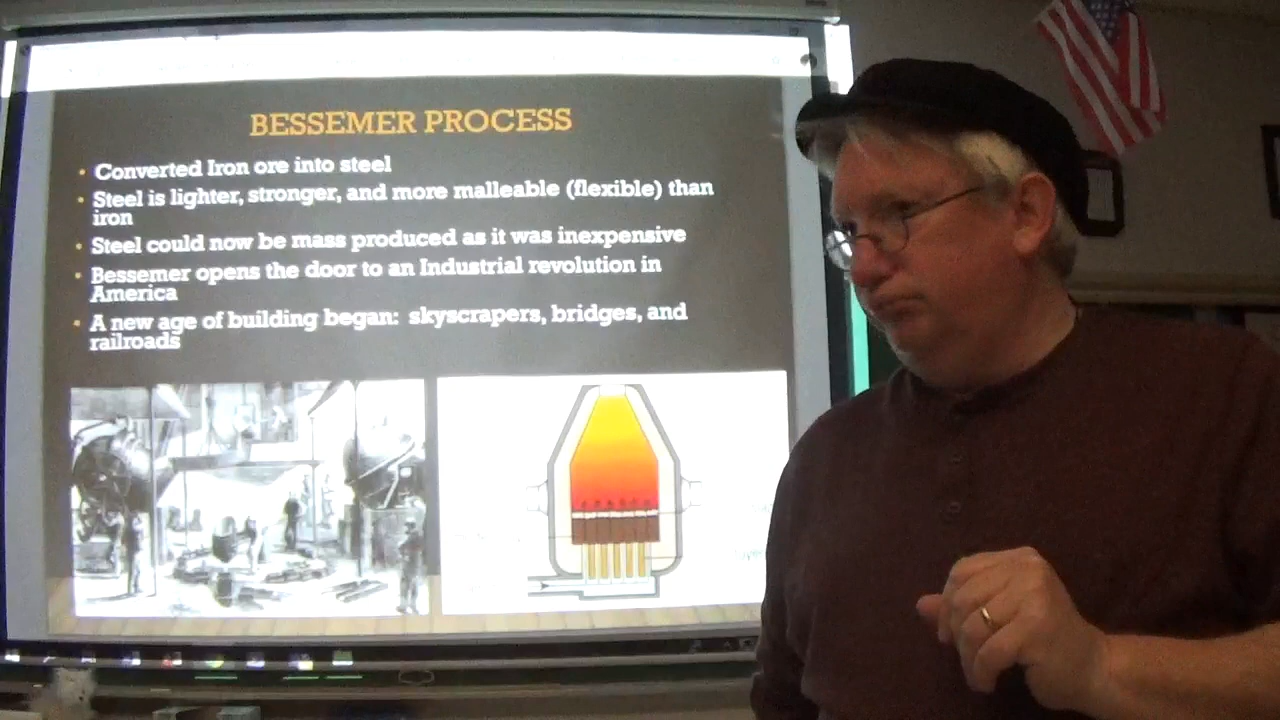 BESSEMER PROCESS
• Converted Iron ore into steel
• Steel is lighter, stronger, and more malleable (flexible) than
iron
• Steel could now be mass produced as it was inexpensive
• Bessemer opens the door to an Industrial revolution in
America
• A new age of building began: skyscrapers, bridges, and
railroads